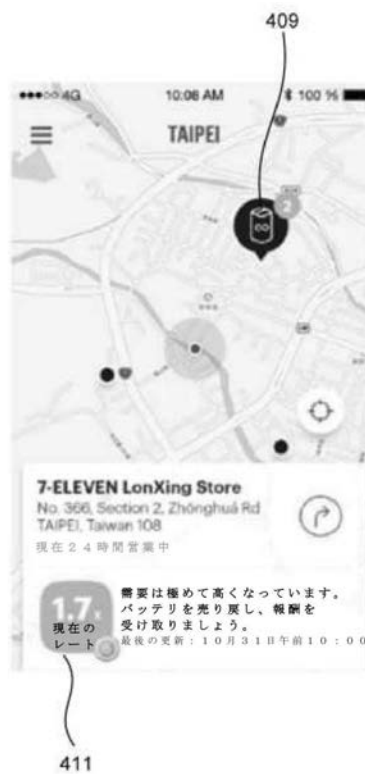 409
4G 10:08 AM 100 %
TAIPEI
2
7-ELEVEN LonXing Store
No. 366, Section 2, Zhōnghuá Rd
TAIPEI, Taiwan 108
現在24時間営業中
1.7x
現在の
レート
需要は極めて高くなっています。
バッテリを売り戻し、報酬を
受け取りましょう。
最後の更新:10月31日午前10:00
411